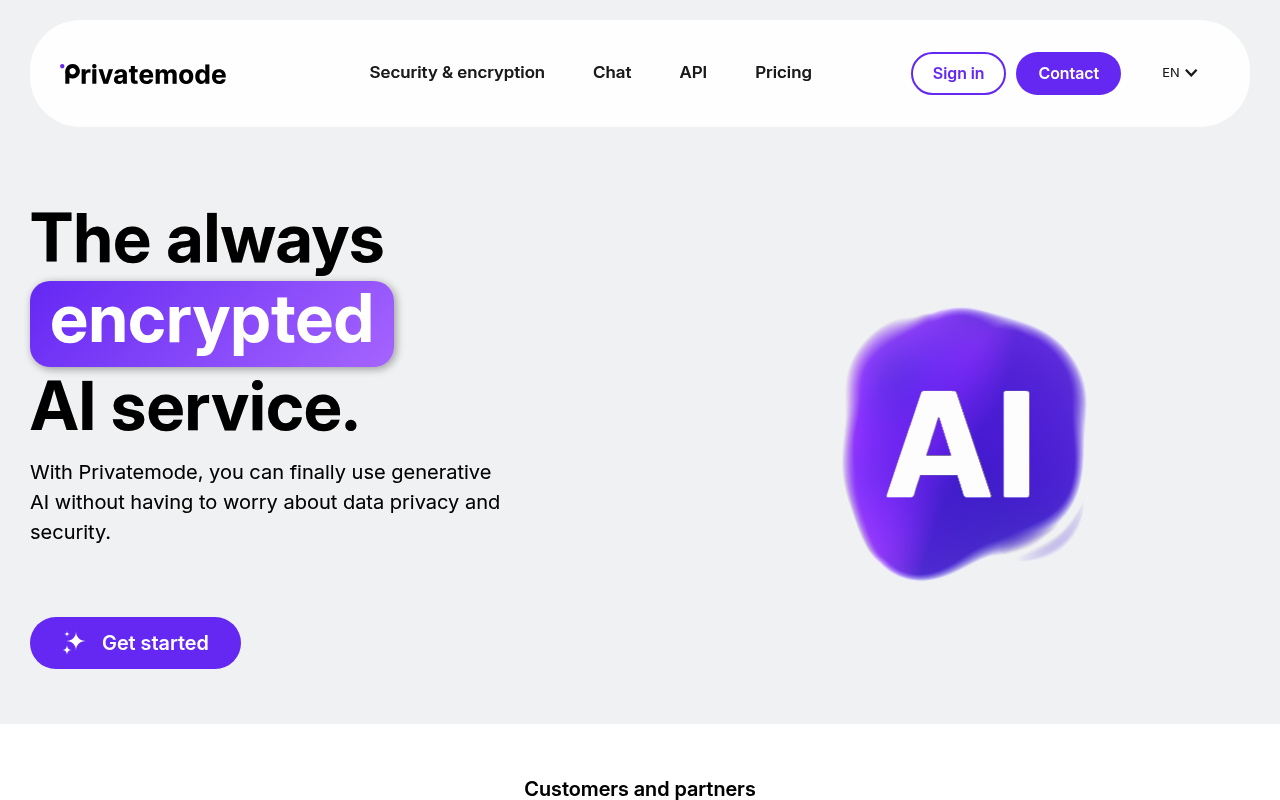 Privatemode
Security & encryption
Chat
API
Pricing
Sign in
Contact
EN
The always
encrypted
AI service.
With Privatemode, you can finally use generative
AI without having to worry about data privacy and
security.
Get started
AI
Customers and partners